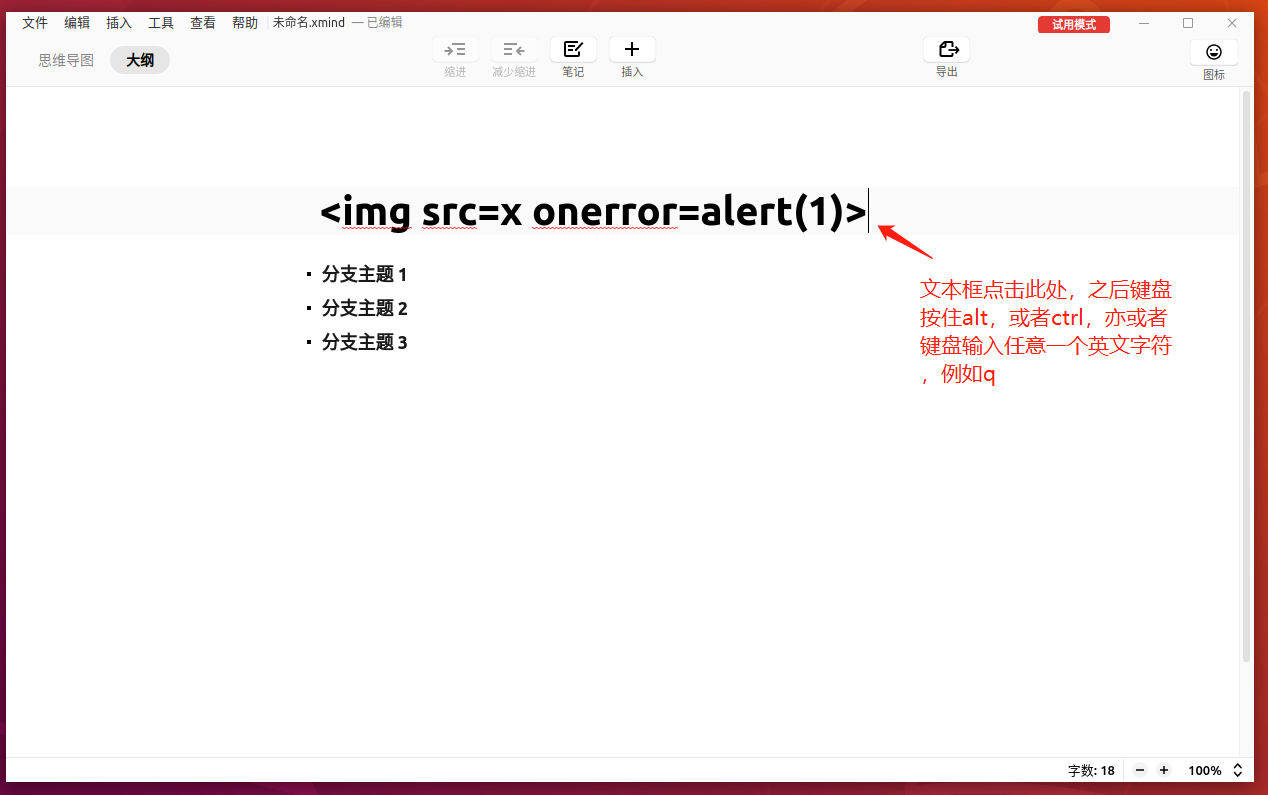 文件 编辑 插入 工具 查看 帮助 未命名.xmind — 已编辑 试用模式
思维导图 大纲
缩进 减少缩进 笔记 插入 导出 图标
<img src=x onerror=alert(1)>
分支主题 1
分支主题 2
分支主题 3
文本框点击此处，之后键盘
按住alt，或者ctrl，亦或者
键盘输入任意一个英文字符
，例如q
字数: 18 100%